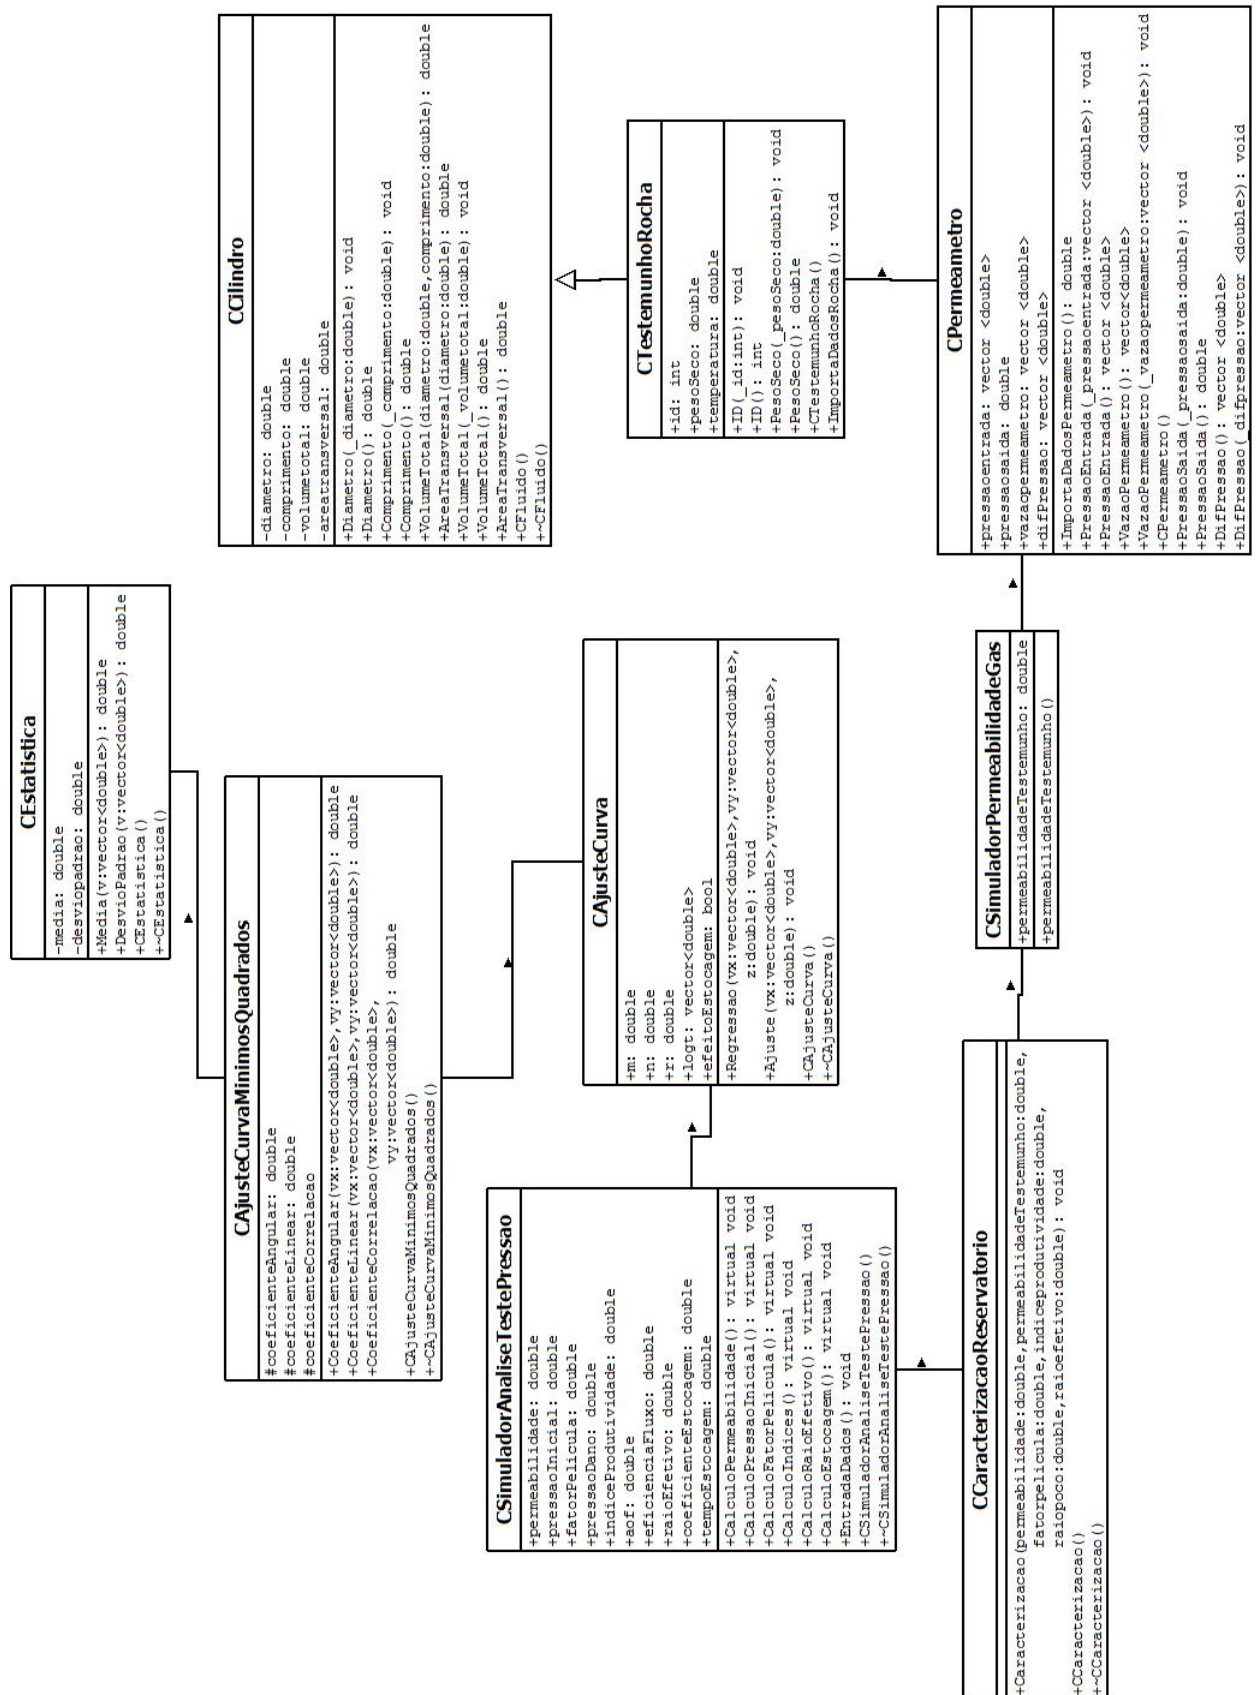 CEstatistica
-media: double
-desviopadrao: double
+Media(v:vector<double>): double
+DesvioPadrao(v:vector<double>): double
+CEstatistica()
+~CEstatistica()
CAjusteCurvaMinimosQuadrados
#coeficienteAngular: double
#coeficienteLinear: double
#coeficienteCorrelacao
+CoeficienteAngular(vx:vector<double>,vy:vector<double>): double
+CoeficienteLinear(vx:vector<double>,vy:vector<double>): double
+CoeficienteCorrelacao(vx:vector<double>,
vy:vector<double>): double
+CAjusteCurvaMinimosQuadrados()
+~CAjusteCurvaMinimosQuadrados()
CSimuladorAnaliseTestePressao
+permeabilidade: double
+pressaoInicial: double
+fatorPelicula: double
+pressaoDano: double
+indiceProdutividade: double
+aof: double
+eficienciaFluxo: double
+raioEfetivo: double
+coeficienteEstocagem: double
+tempoEstocagem: double
+CalculoPermeabilidade(): virtual void
+CalculoPressaoInicial(): virtual void
+CalculoFatorPelicula(): virtual void
+CalculoIndices(): virtual void
+CalculoRaioEfetivo(): virtual void
+CalculoEstocagem(): virtual void
+EntradaDados(): void
+CSimuladorAnaliseTestePressao()
+~CSimuladorAnaliseTestePressao()
CAjusteCurva
+m: double
+n: double
+r: double
+logt: vector<double>
+efeitoEstocagem: bool
+Regressao(vx:vector<double>,vy:vector<double>,
z:double): void
+Ajuste(vx:vector<double>,vy:vector<double>,
z:double): void
+CAjusteCurva()
+~CAjusteCurva()
CCilindro
-diametro: double
-comprimento: double
-volumetotal: double
-areatransversal: double
+Diametro(_diametro:double): void
+Diametro(): double
+Comprimento(_comprimento:double): void
+Comprimento(): double
+VolumeTotal(diametro:double,comprimento:double): double
+AreaTransversal(diametro:double): double
+VolumeTotal(_volumetotal:double): void
+VolumeTotal(): double
+AreaTransversal(): double
+CFluido()
+~CFluido()
CTestemunhoRocha
+id: int
+pesoSeco: double
+temperatura: double
+ID(_id:int): void
+ID(): int
+PesoSeco(_pesoSeco:double): void
+PesoSeco(): double
+CTestemunhoRocha()
+ImportaDadosRocha(): void
CCaracterizacaoReservatorio
+Caracterizacao(permeabilidade:double,permeabilidadeTestemunho:double,
fatorpelicula:double,indiceprodutividade:double,
raiopoco:double,raioefetivo:double): void
+CCaracterizacao()
+~CCaracterizacao()
CSimuladorPermeabilidadeGas
+permeabilidadeTestemunho: double
+permeabilidadeTestemunho()
CPermeametro
+pressaoentrada: vector <double>
+pressaosaida: double
+vazaopermeametro: vector <double>
+difPressao: vector <double>
+ImportaDadosPermeametro(): double
+PressaoEntrada(_pressaoentrada:vector <double>): void
+PressaoEntrada(): vector <double>
+VazaoPermeametro(): vector<double>
+VazaoPermeametro(_vazaopermeametro:vector <double>): void
+CPermeametro()
+PressaoSaida(_pressaosaida:double): void
+PressaoSaida(): double
+DifPressao(): vector <double>
+DifPressao(_difpressao:vector <double>): void